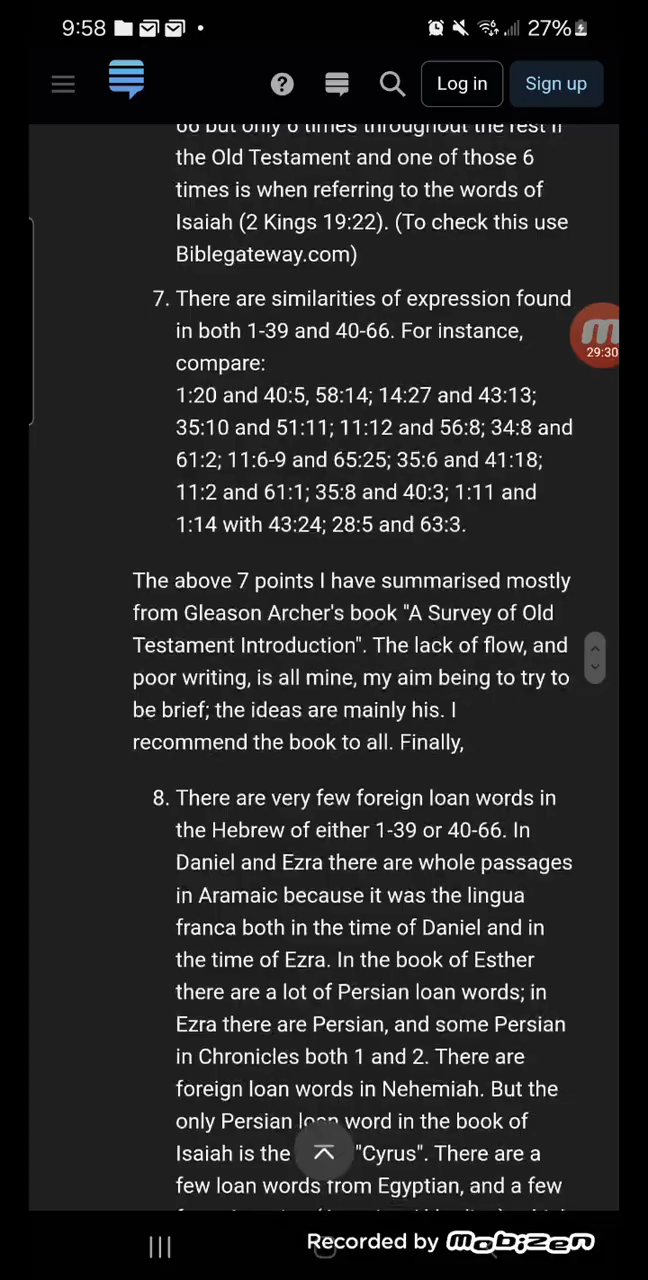 9:58
27%
Log in
Sign up
66 but only 6 times throughout the rest if
the Old Testament and one of those 6
times is when referring to the words of
Isaiah (2 Kings 19:22). (To check this use
Biblegateway.com)
7. There are similarities of expression found
in both 1-39 and 40-66. For instance,
compare:
1:20 and 40:5, 58:14; 14:27 and 43:13;
35:10 and 51:11; 11:12 and 56:8; 34:8 and
61:2; 11:6-9 and 65:25; 35:6 and 41:18;
11:2 and 61:1; 35:8 and 40:3; 1:11 and
1:14 with 43:24; 28:5 and 63:3.
29:30
The above 7 points I have summarised mostly
from Gleason Archer's book "A Survey of Old
Testament Introduction". The lack of flow, and
poor writing, is all mine, my aim being to try to
be brief; the ideas are mainly his. I
recommend the book to all. Finally,
8. There are very few foreign loan words in
the Hebrew of either 1-39 or 40-66. In
Daniel and Ezra there are whole passages
in Aramaic because it was the lingua
franca both in the time of Daniel and in
the time of Ezra. In the book of Esther
there are a lot of Persian loan words; in
Ezra there are Persian, and some Persian
in Chronicles both 1 and 2. There are
foreign loan words in Nehemiah. But the
only Persian loan word in the book of
Isaiah is the "Cyrus". There are a
few loan words from Egyptian, and a few
Recorded by Mobizen